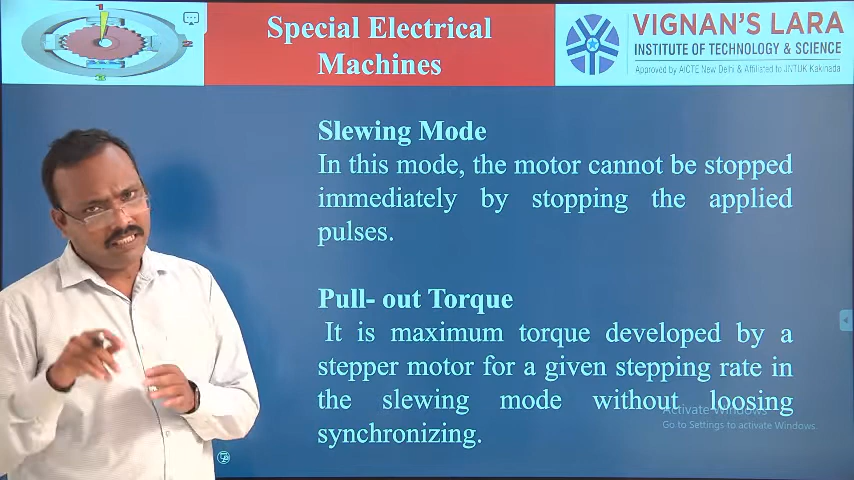 1
2
Special Electrical
Machines
VIGNAN'S LARA
INSTITUTE OF TECHNOLOGY & SCIENCE
Approved by AICTE New Delhi & Affiliated to JNTUK Kakinada
Slewing Mode
In this mode, the motor cannot be stopped
immediately by stopping the applied
pulses.
Pull- out Torque
It is maximum torque developed by a
stepper motor for a given stepping rate in
the slewing mode without loosing
synchronizing.
Activate Windows
Go to Settings to activate Windows.